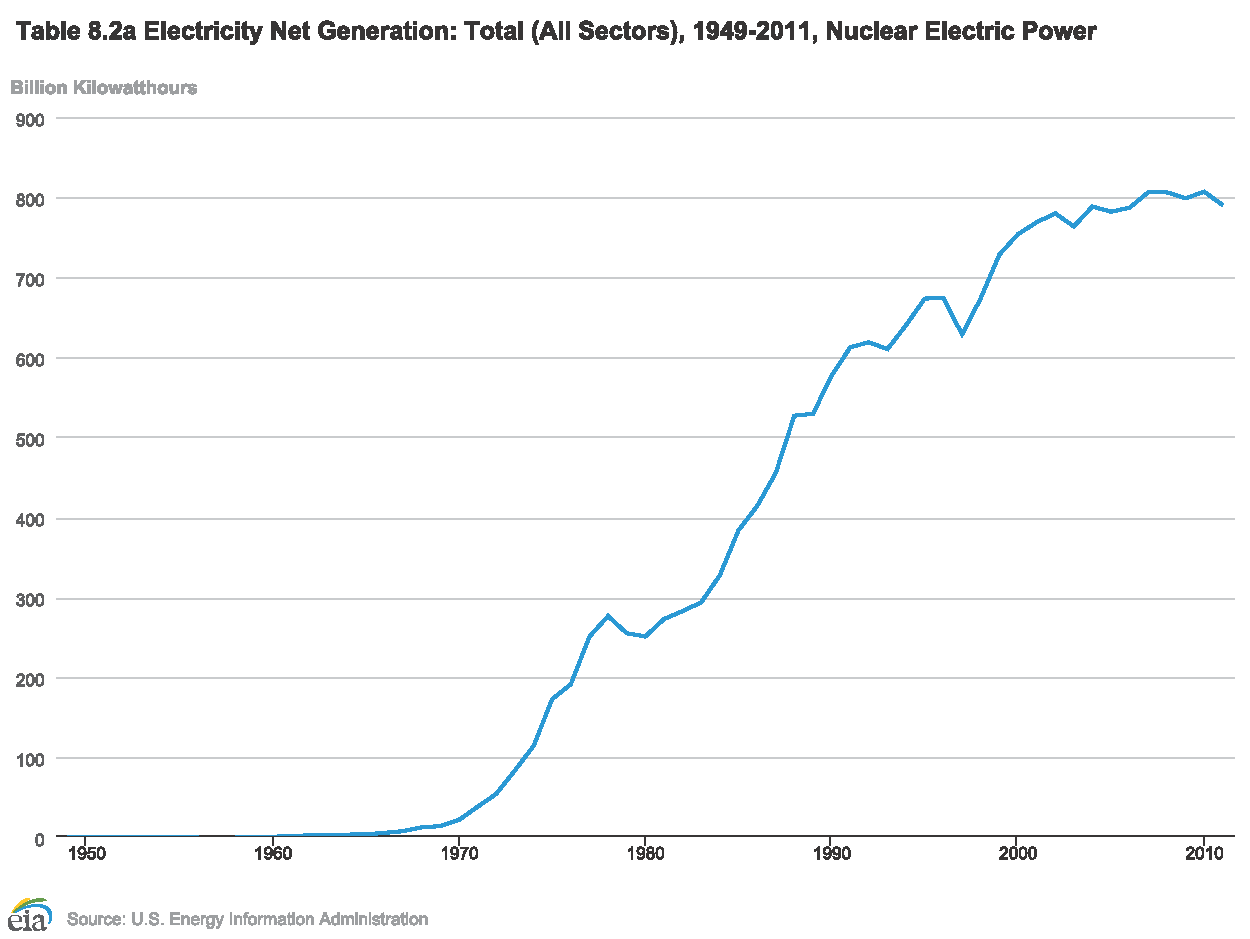 Table 8.2a Electricity Net Generation: Total (All Sectors), 1949-2011, Nuclear Electric Power
Billion Kilowatthours
900
800
700
600
500
400
300
200
100
0
1950 1960 1970 1980 1990 2000 2010
eia Source: U.S. Energy Information Administration